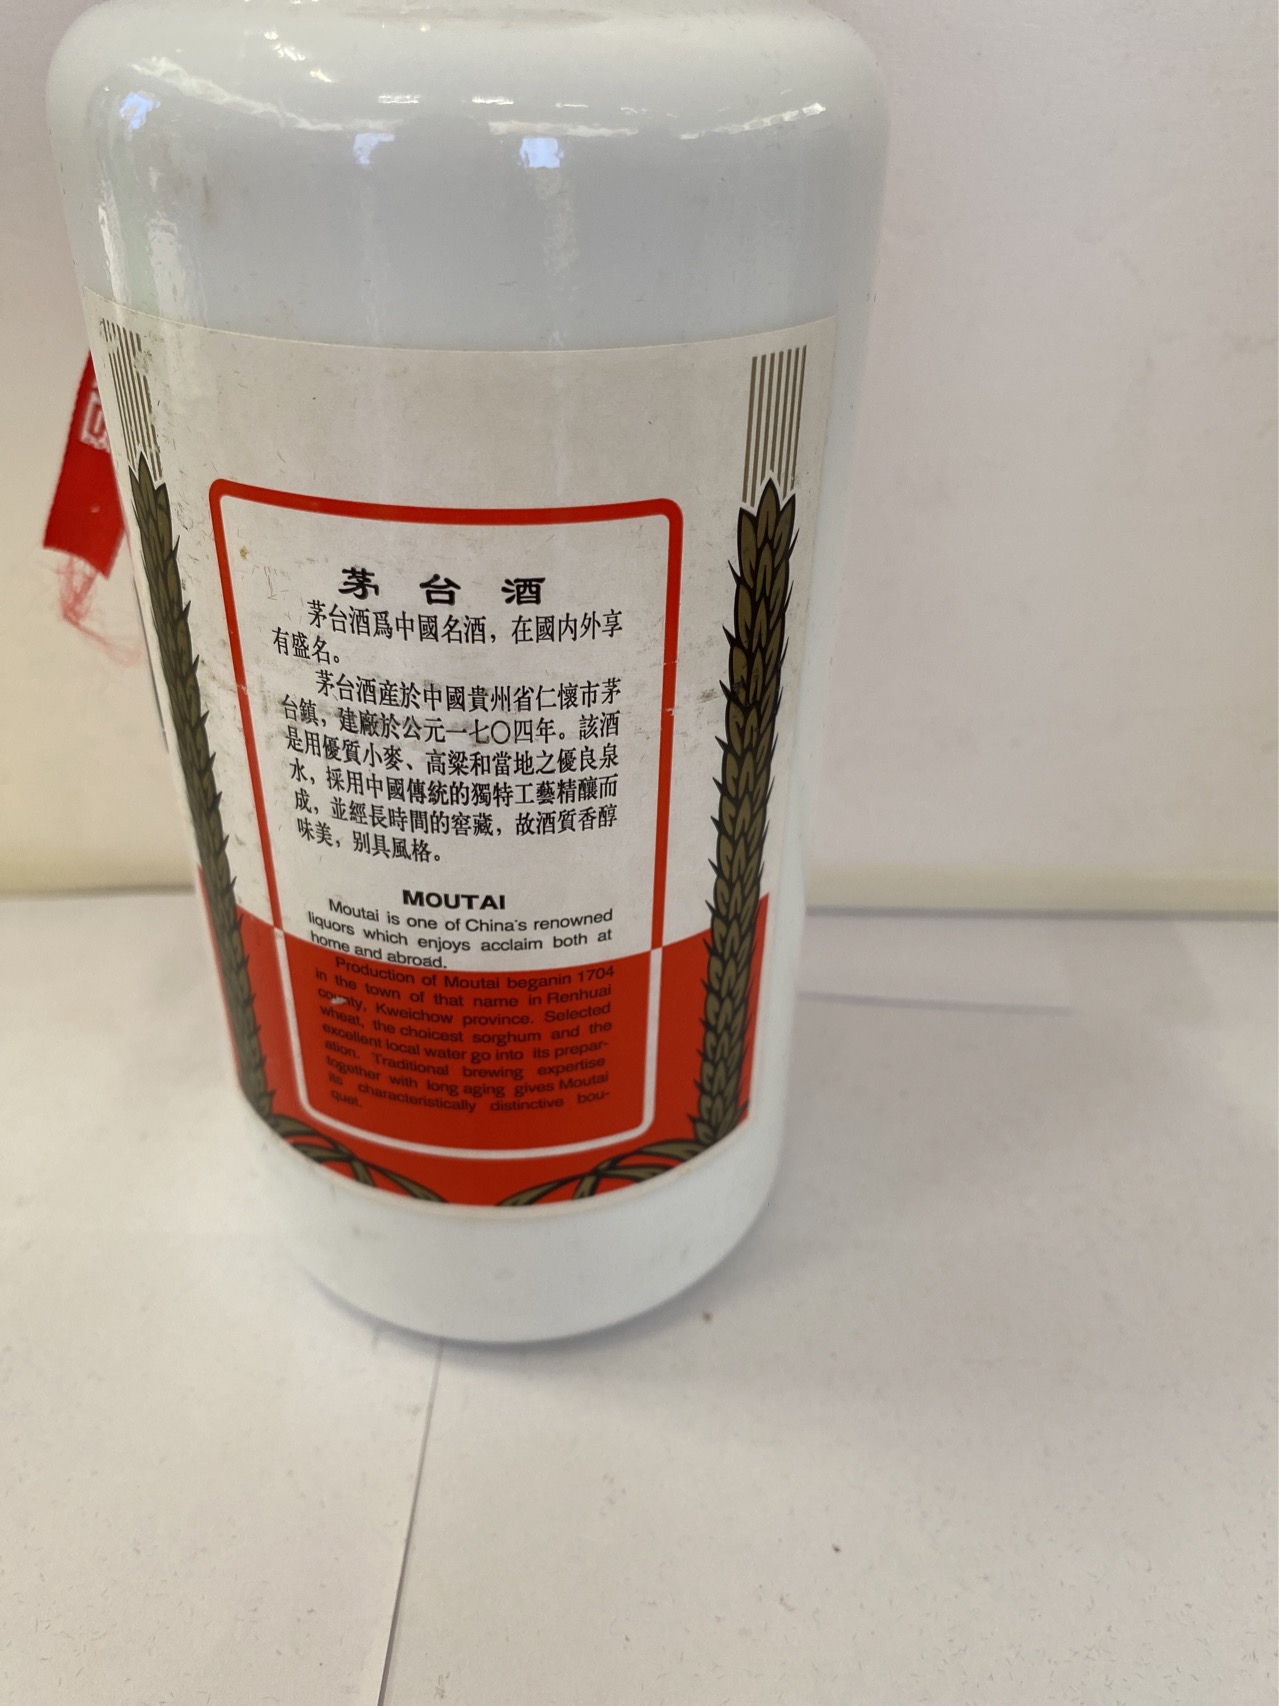 茅台酒
茅台酒爲中國名酒，在國内外享
有盛名。
茅台酒産於中國貴州省仁懷市茅
台鎮，建廠於公元一七〇四年。該酒
是用優質小麥、高粱和當地之優良泉
水，採用中國傳統的獨特工藝精釀而
成，並經長時間的窖藏，故酒質香醇
味美，别具風格。
MOUTAI
Moutai is one of China's renowned
liquors which enjoys acclaim both at
home and abroad.
Production of Moutai beganin 1704
in the town of that name in Renhuai
county, Kweichow province. Selected
wheat, the choicest sorghum and the
excellent local water go into its prepar-
ation. Traditional brewing expertise
together with long aging gives Moutai
its characteristically distinctive bou-
quet.